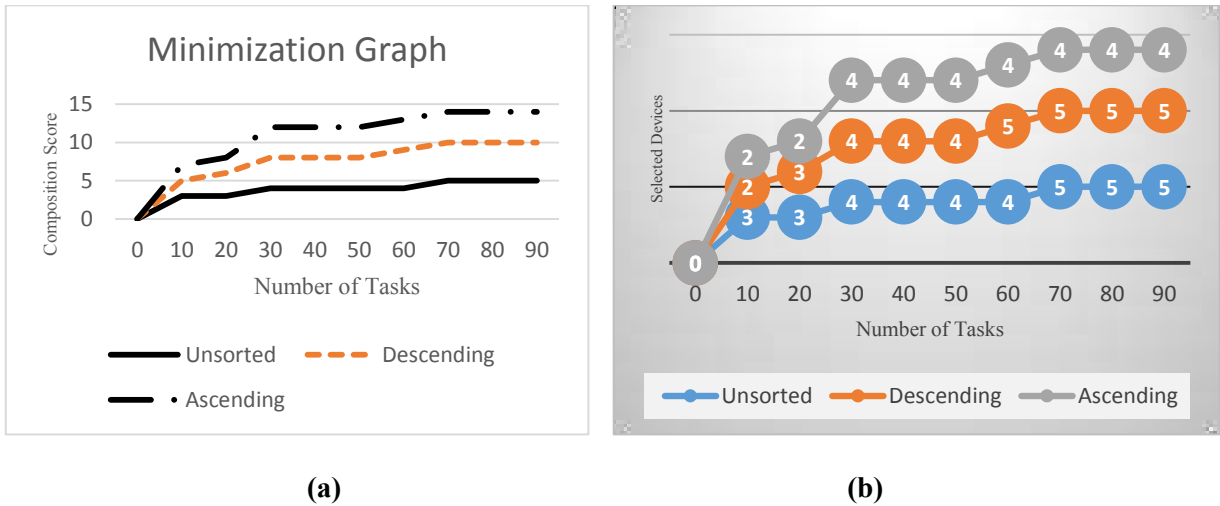 Minimization Graph
Composition Score
15
10
5
0
0 10 20 30 40 50 60 70 80 90
Number of Tasks
Unsorted Descending
Ascending
(a)
Selected Devices
4 4 4
4 4 4 4
2 2
5 5 5
4 4 4 5
2 3
5 5 5
3 3 4 4 4 4
0
0 10 20 30 40 50 60 70 80 90
Number of Tasks
Unsorted Descending Ascending
(b)